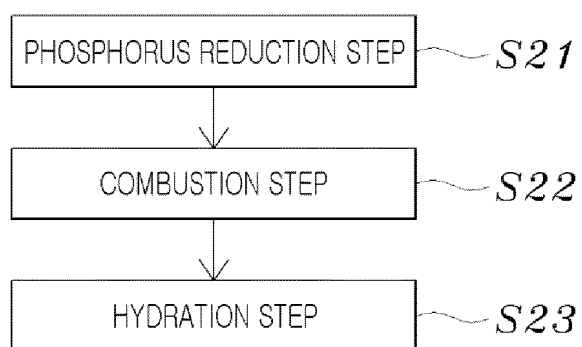 PHOSPHORUS REDUCTION STEP S21
COMBUSTION STEP S22
HYDRATION STEP S23